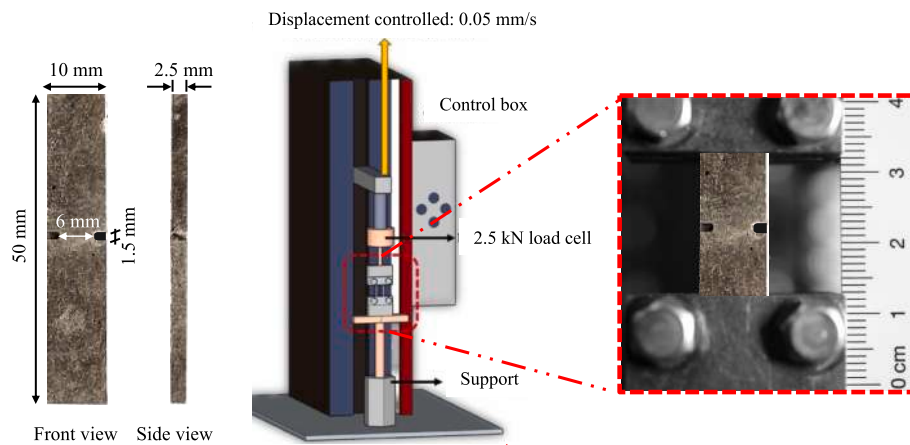 Displacement controlled: 0.05 mm/s
10 mm
2.5 mm
50 mm
6 mm
1.5 mm
Front view
Side view
Control box
2.5 kN load cell
Support
4
3
2
1
0 cm